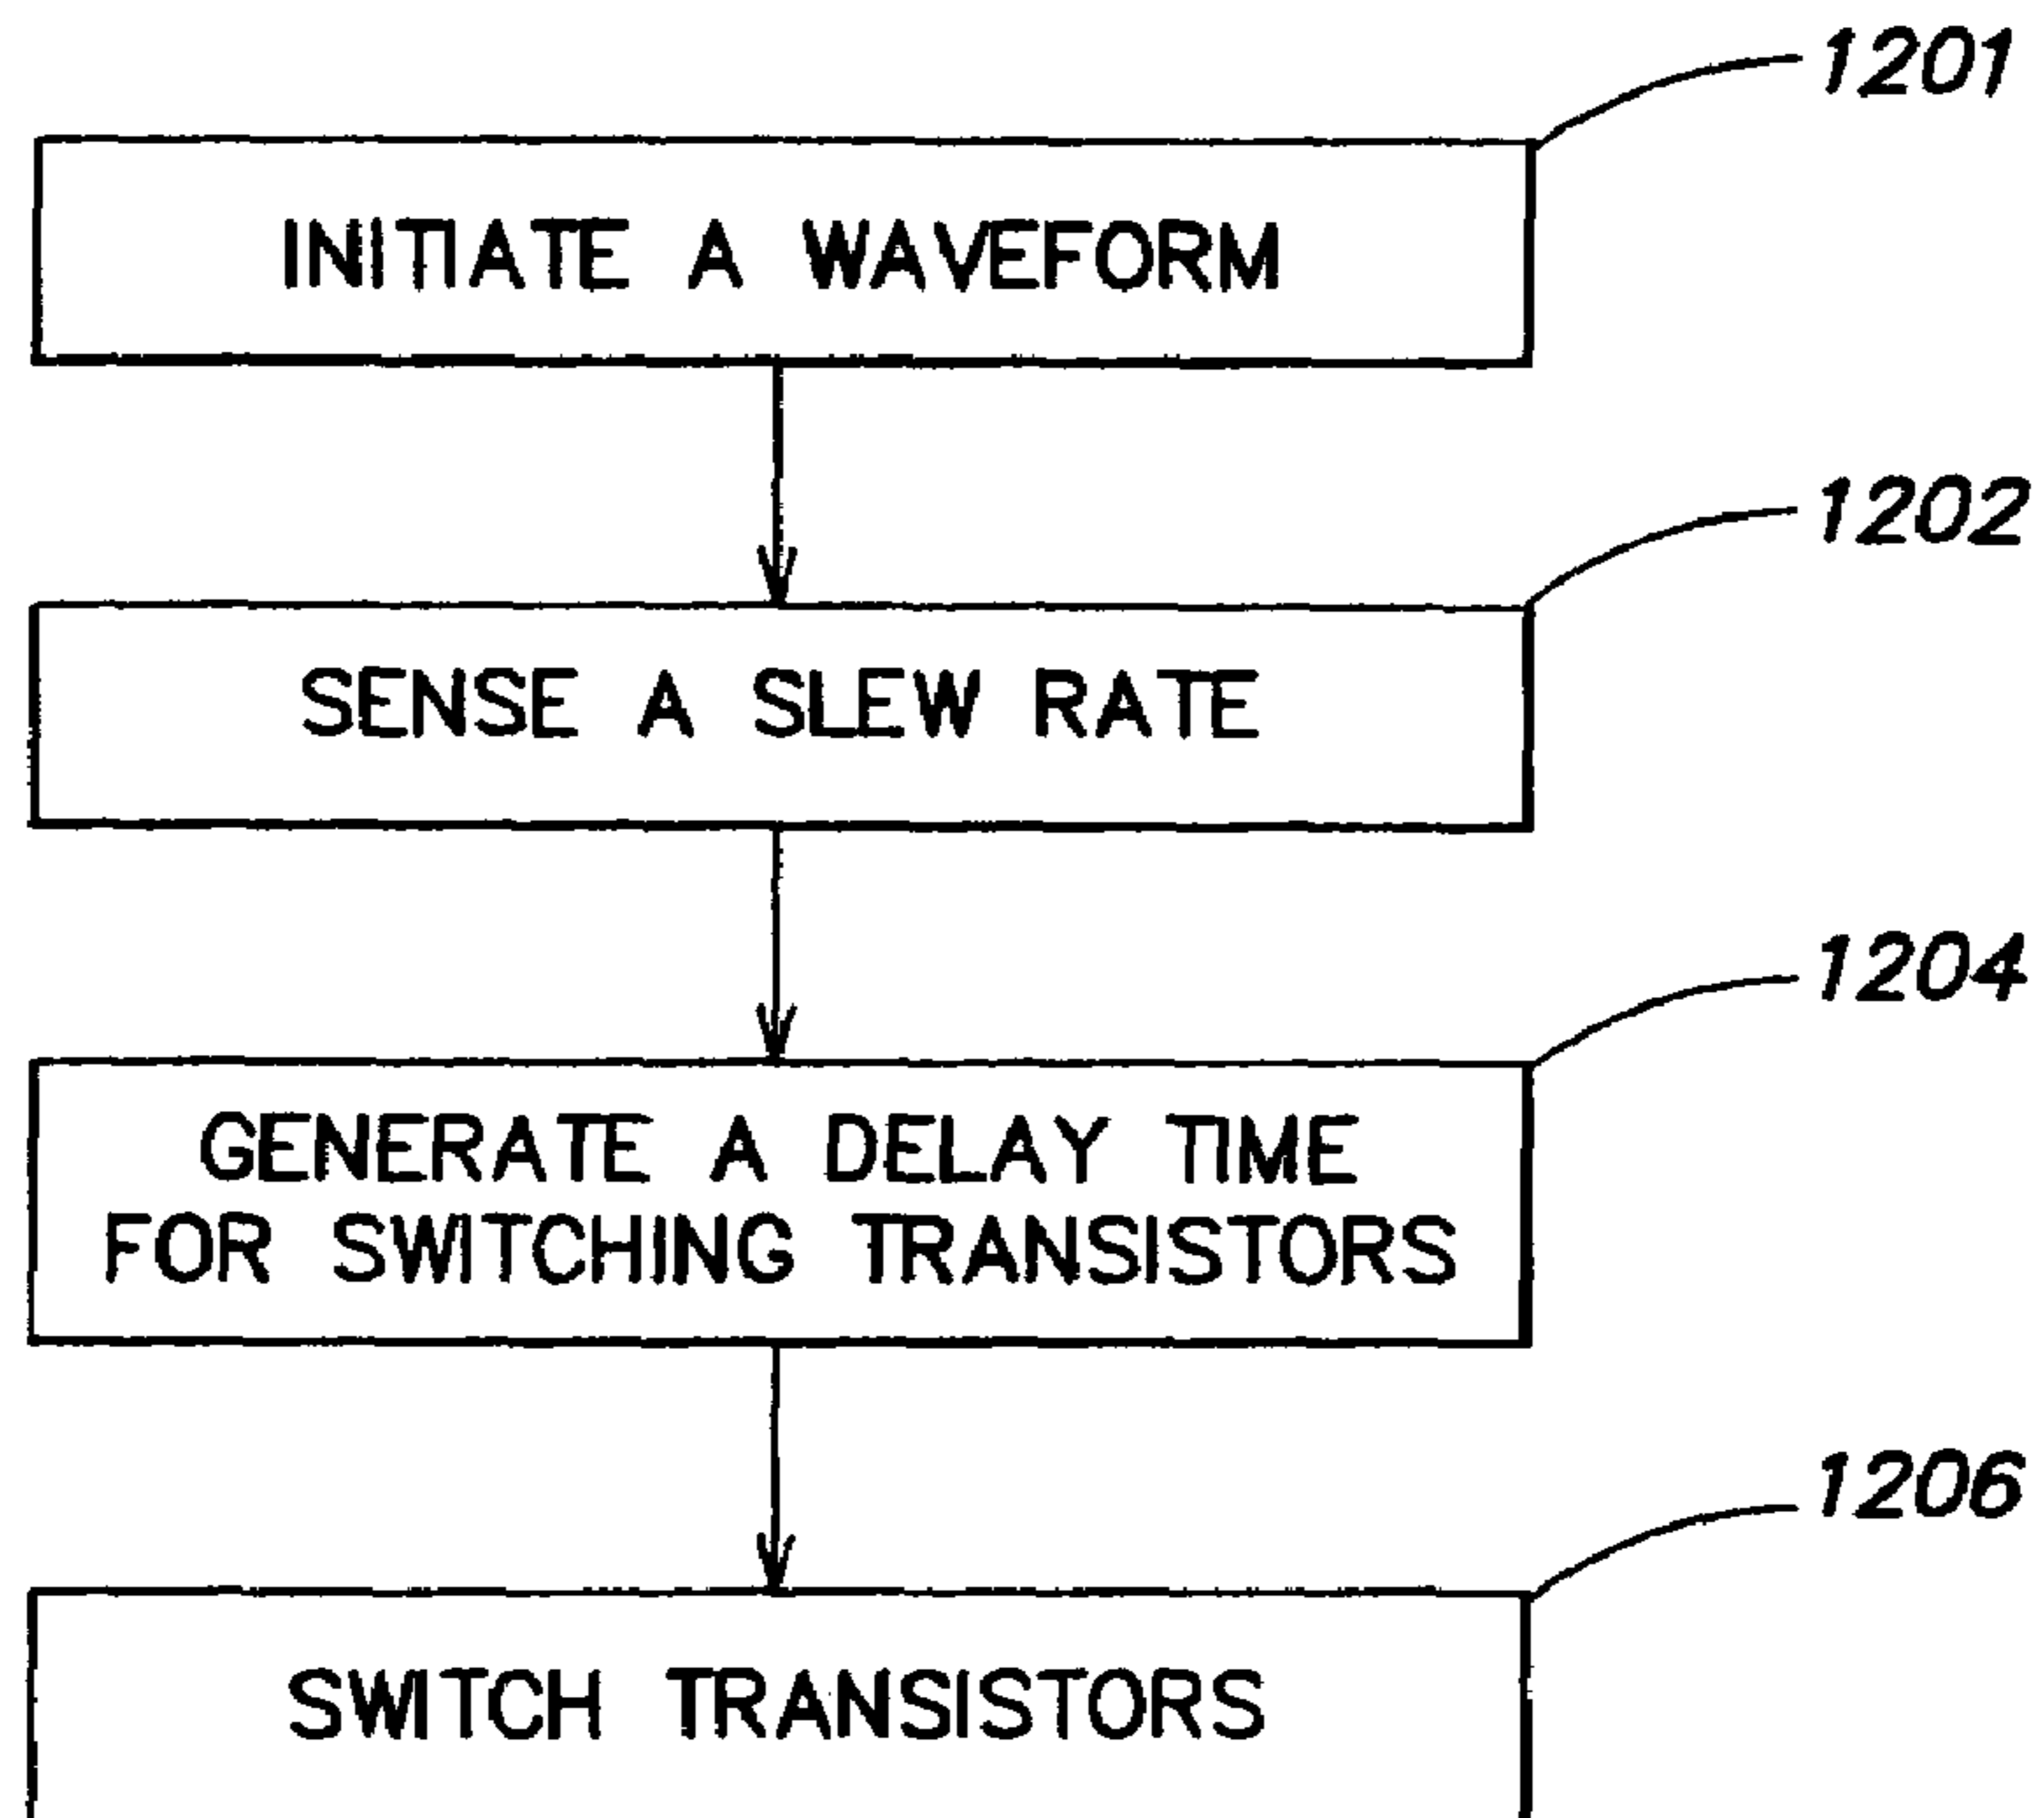 1201
INITIATE A WAVEFORM
1202
SENSE A SLEW RATE
1204
GENERATE A DELAY TIME
FOR SWITCHING TRANSISTORS
1206
SWITCH TRANSISTORS